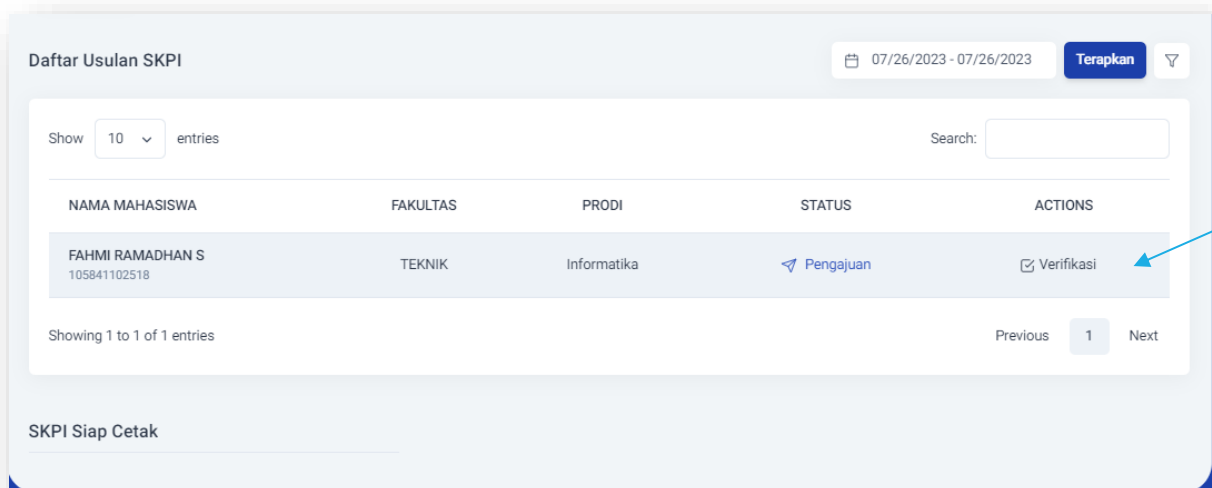 Daftar Usulan SKPI
07/26/2023 - 07/26/2023
Terapkan
Show 10 entries
Search:
NAMA MAHASISWA FAKULTAS PRODI STATUS ACTIONS
FAHMI RAMADHAN S TEKNIK Informatika Pengajuan Verifikasi
105841102518
Showing 1 to 1 of 1 entries
Previous 1 Next
SKPI Siap Cetak